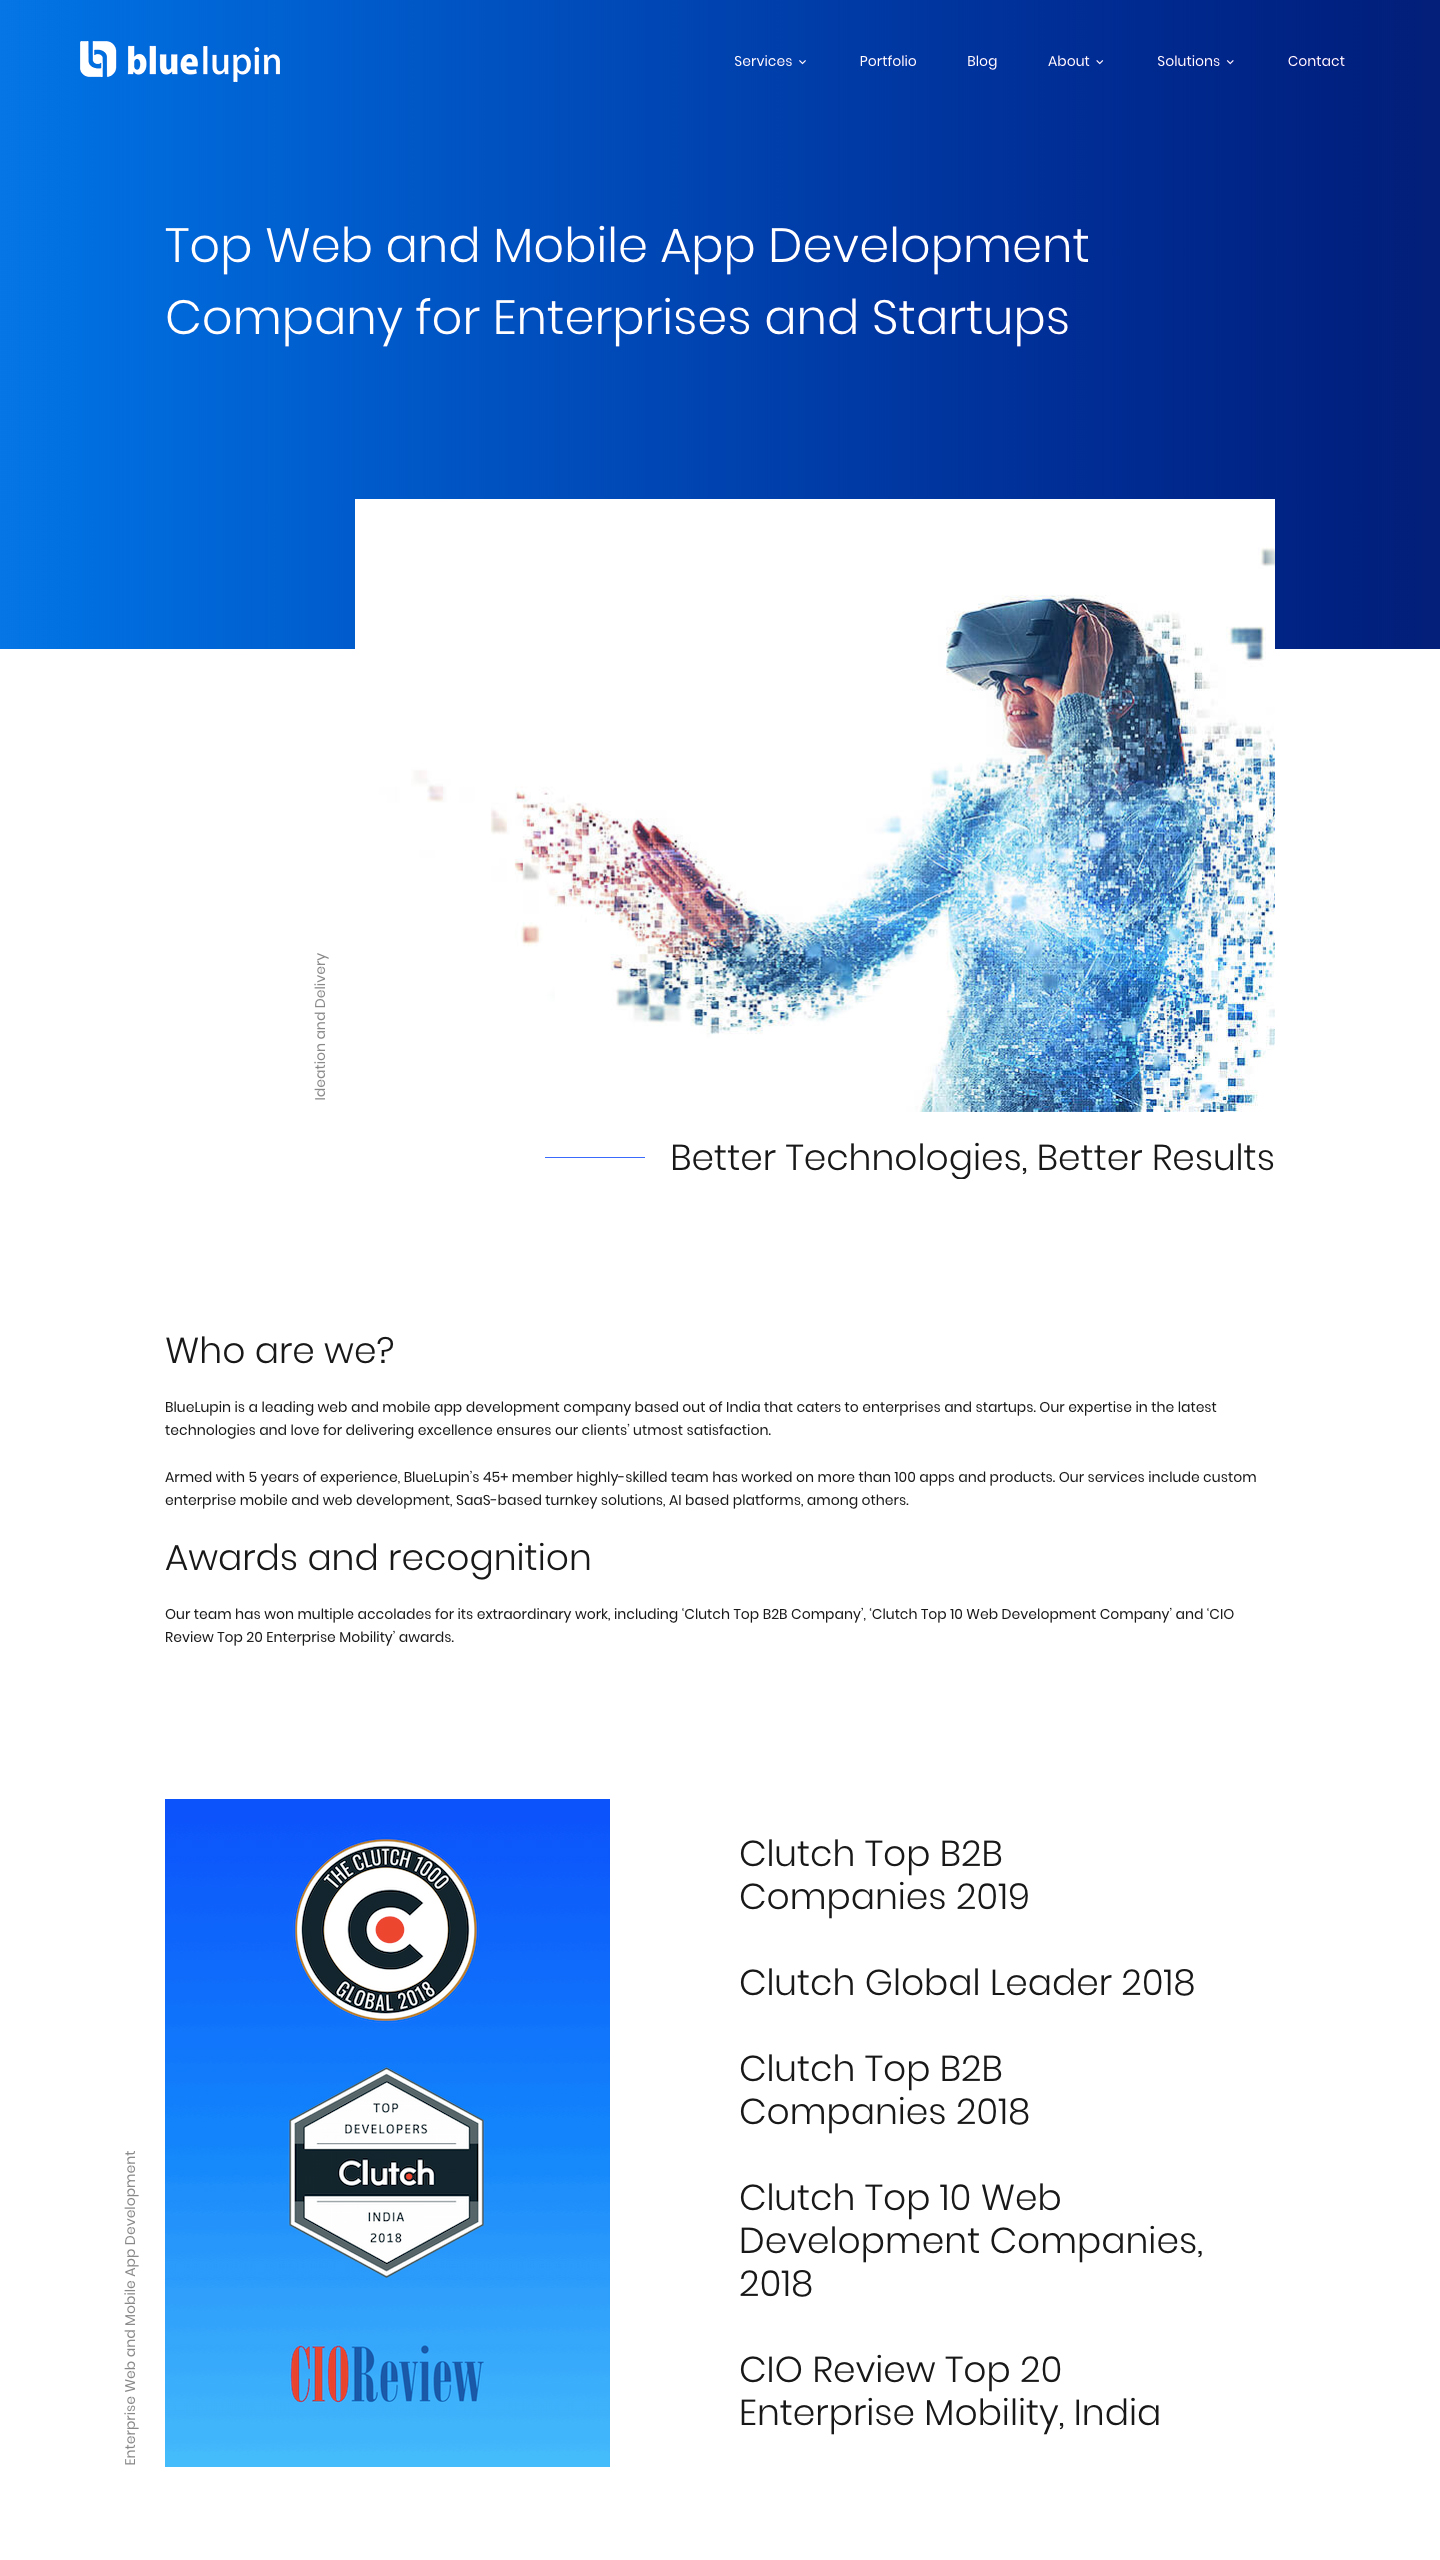 bluelupin
Services
Portfolio
Blog
About
Solutions
Contact
Top Web and Mobile App Development
Company for Enterprises and Startups
Ideation and Delivery
Better Technologies, Better Results
Who are we?
BlueLupin is a leading web and mobile app development company based out of India that caters to enterprises and startups. Our expertise in the latest
technologies and love for delivering excellence ensures our clients’ utmost satisfaction.
Armed with 5 years of experience, BlueLupin’s 45+ member highly-skilled team has worked on more than 100 apps and products. Our services include custom
enterprise mobile and web development, SaaS-based turnkey solutions, AI based platforms, among others.
Awards and recognition
Our team has won multiple accolades for its extraordinary work, including ‘Clutch Top B2B Company’, ‘Clutch Top 10 Web Development Company’ and ‘CIO
Review Top 20 Enterprise Mobility’ awards.
Enterprise Web and Mobile App Development
THE CLUTCH 1000
GLOBAL 2018
TOP
DEVELOPERS
Clutch
INDIA
2018
CIOReview
Clutch Top B2B
Companies 2019
Clutch Global Leader 2018
Clutch Top B2B
Companies 2018
Clutch Top 10 Web
Development Companies,
2018
CIO Review Top 20
Enterprise Mobility, India